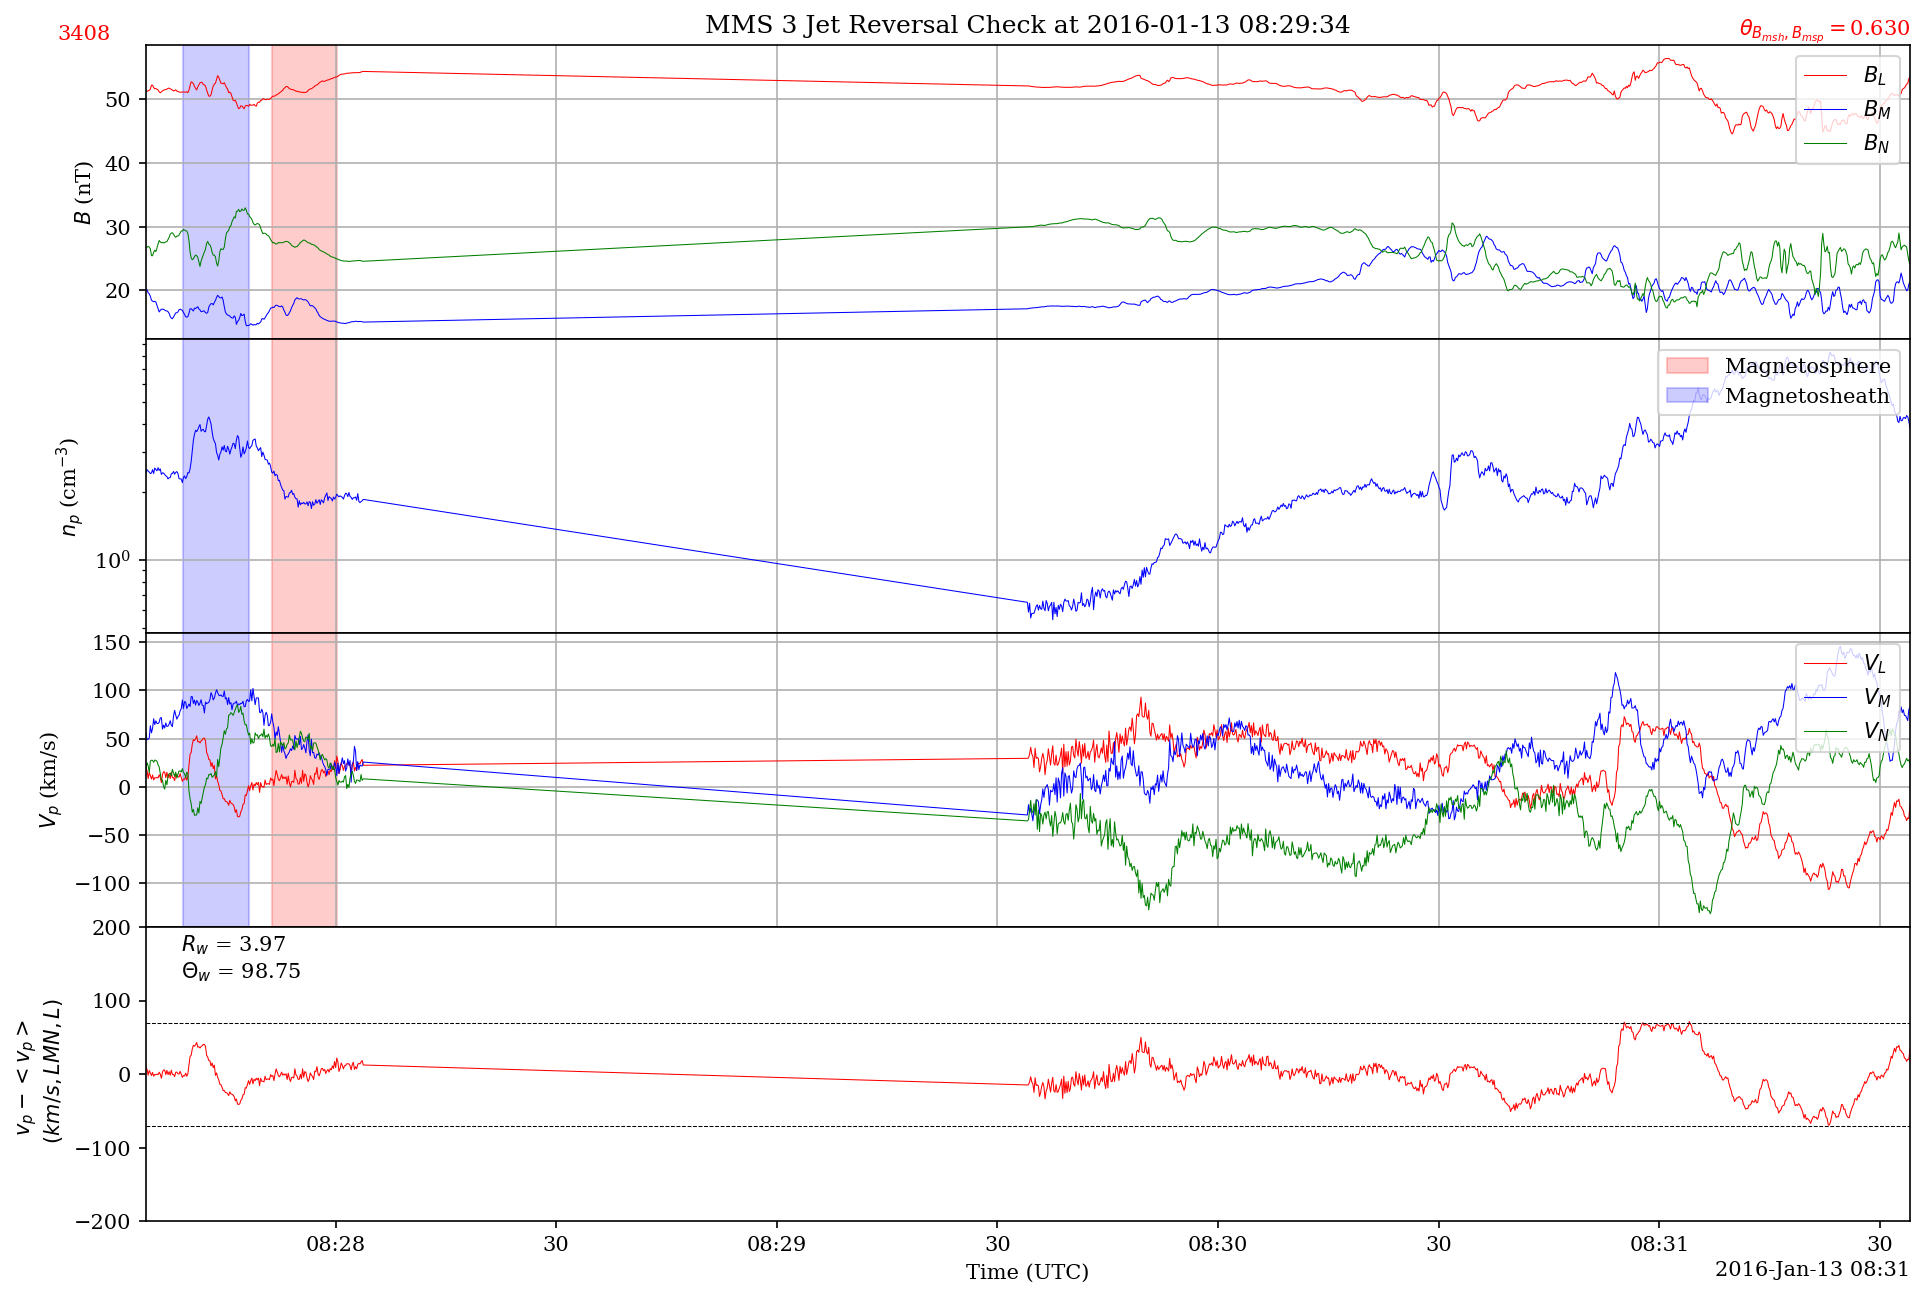 3408
MMS 3 Jet Reversal Check at 2016-01-13 08:29:34
θ_{B_{msh}, B_{msp}} = 0.630
B (nT)
50
40
30
20
B_L
B_M
B_N
n_p (cm^{−3})
10^0
Magnetosphere
Magnetosheath
V_p (km/s)
150
100
50
0
−50
−100
V_L
V_M
V_N
v_p − < v_p >
(km/s, LMN, L)
200
100
0
−100
−200
R_w = 3.97
Θ_w = 98.75
08:28 30 08:29 30 08:30 30 08:31 30
Time (UTC)
2016-Jan-13 08:31